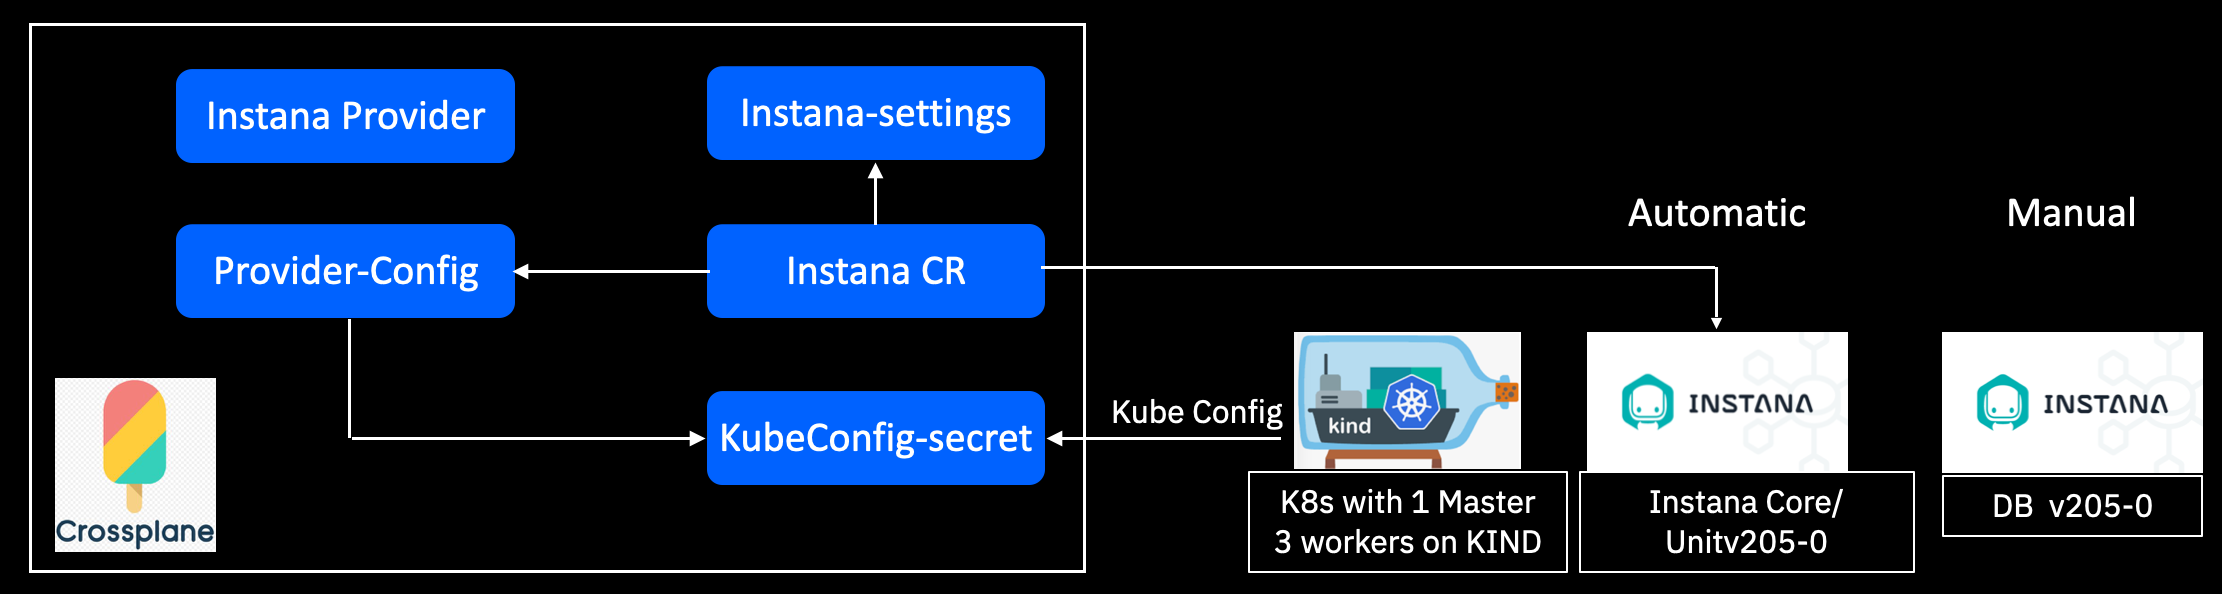 Instana Provider
Instana-settings
Automatic
Manual
Provider-Config
Instana CR
Kube Config
kind
INSTANA
INSTANA
KubeConfig-secret
Crossplane
K8s with 1 Master
3 workers on KIND
Instana Core/
Unitv205-0
DB v205-0